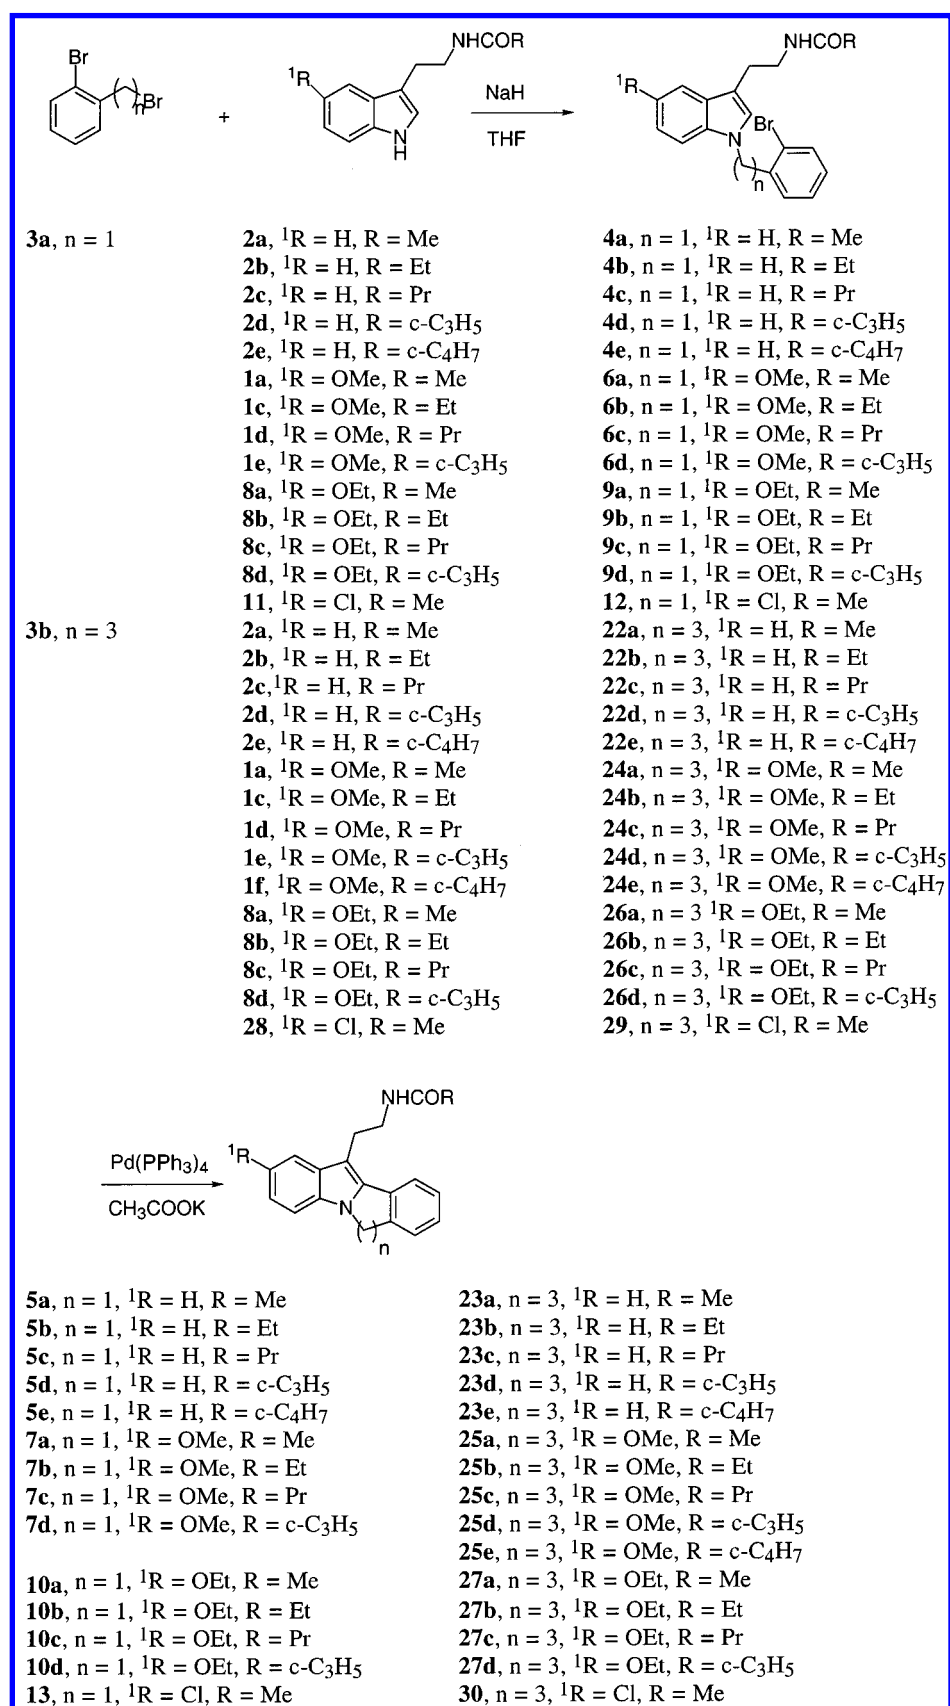 Br
( )n Br
+
NHCOR
¹R
N
H
NaH
THF
NHCOR
¹R
Br
N
( )n
3a, n = 1 2a, ¹R = H, R = Me 4a, n = 1, ¹R = H, R = Me
2b, ¹R = H, R = Et 4b, n = 1, ¹R = H, R = Et
2c, ¹R = H, R = Pr 4c, n = 1, ¹R = H, R = Pr
2d, ¹R = H, R = c-C₃H₅ 4d, n = 1, ¹R = H, R = c-C₃H₅
2e, ¹R = H, R = c-C₄H₇ 4e, n = 1, ¹R = H, R = c-C₄H₇
1a, ¹R = OMe, R = Me 6a, n = 1, ¹R = OMe, R = Me
1c, ¹R = OMe, R = Et 6b, n = 1, ¹R = OMe, R = Et
1d, ¹R = OMe, R = Pr 6c, n = 1, ¹R = OMe, R = Pr
1e, ¹R = OMe, R = c-C₃H₅ 6d, n = 1, ¹R = OMe, R = c-C₃H₅
8a, ¹R = OEt, R = Me 9a, n = 1, ¹R = OEt, R = Me
8b, ¹R = OEt, R = Et 9b, n = 1, ¹R = OEt, R = Et
8c, ¹R = OEt, R = Pr 9c, n = 1, ¹R = OEt, R = Pr
8d, ¹R = OEt, R = c-C₃H₅ 9d, n = 1, ¹R = OEt, R = c-C₃H₅
11, ¹R = Cl, R = Me 12, n = 1, ¹R = Cl, R = Me
3b, n = 3 2a, ¹R = H, R = Me 22a, n = 3, ¹R = H, R = Me
2b, ¹R = H, R = Et 22b, n = 3, ¹R = H, R = Et
2c,¹R = H, R = Pr 22c, n = 3, ¹R = H, R = Pr
2d, ¹R = H, R = c-C₃H₅ 22d, n = 3, ¹R = H, R = c-C₃H₅
2e, ¹R = H, R = c-C₄H₇ 22e, n = 3, ¹R = H, R = c-C₄H₇
1a, ¹R = OMe, R = Me 24a, n = 3, ¹R = OMe, R = Me
1c, ¹R = OMe, R = Et 24b, n = 3, ¹R = OMe, R = Et
1d, ¹R = OMe, R = Pr 24c, n = 3, ¹R = OMe, R = Pr
1e, ¹R = OMe, R = c-C₃H₅ 24d, n = 3, ¹R = OMe, R = c-C₃H₅
1f, ¹R = OMe, R = c-C₄H₇ 24e, n = 3, ¹R = OMe, R = c-C₄H₇
8a, ¹R = OEt, R = Me 26a, n = 3 ¹R = OEt, R = Me
8b, ¹R = OEt, R = Et 26b, n = 3, ¹R = OEt, R = Et
8c, ¹R = OEt, R = Pr 26c, n = 3, ¹R = OEt, R = Pr
8d, ¹R = OEt, R = c-C₃H₅ 26d, n = 3, ¹R = OEt, R = c-C₃H₅
28, ¹R = Cl, R = Me 29, n = 3, ¹R = Cl, R = Me
Pd(PPh₃)₄
CH₃COOK
NHCOR
¹R
N
( )n
5a, n = 1, ¹R = H, R = Me 23a, n = 3, ¹R = H, R = Me
5b, n = 1, ¹R = H, R = Et 23b, n = 3, ¹R = H, R = Et
5c, n = 1, ¹R = H, R = Pr 23c, n = 3, ¹R = H, R = Pr
5d, n = 1, ¹R = H, R = c-C₃H₅ 23d, n = 3, ¹R = H, R = c-C₃H₅
5e, n = 1, ¹R = H, R = c-C₄H₇ 23e, n = 3, ¹R = H, R = c-C₄H₇
7a, n = 1, ¹R = OMe, R = Me 25a, n = 3, ¹R = OMe, R = Me
7b, n = 1, ¹R = OMe, R = Et 25b, n = 3, ¹R = OMe, R = Et
7c, n = 1, ¹R = OMe, R = Pr 25c, n = 3, ¹R = OMe, R = Pr
7d, n = 1, ¹R = OMe, R = c-C₃H₅ 25d, n = 3, ¹R = OMe, R = c-C₃H₅
25e, n = 3, ¹R = OMe, R = c-C₄H₇
10a, n = 1, ¹R = OEt, R = Me 27a, n = 3, ¹R = OEt, R = Me
10b, n = 1, ¹R = OEt, R = Et 27b, n = 3, ¹R = OEt, R = Et
10c, n = 1, ¹R = OEt, R = Pr 27c, n = 3, ¹R = OEt, R = Pr
10d, n = 1, ¹R = OEt, R = c-C₃H₅ 27d, n = 3, ¹R = OEt, R = c-C₃H₅
13, n = 1, ¹R = Cl, R = Me 30, n = 3, ¹R = Cl, R = Me